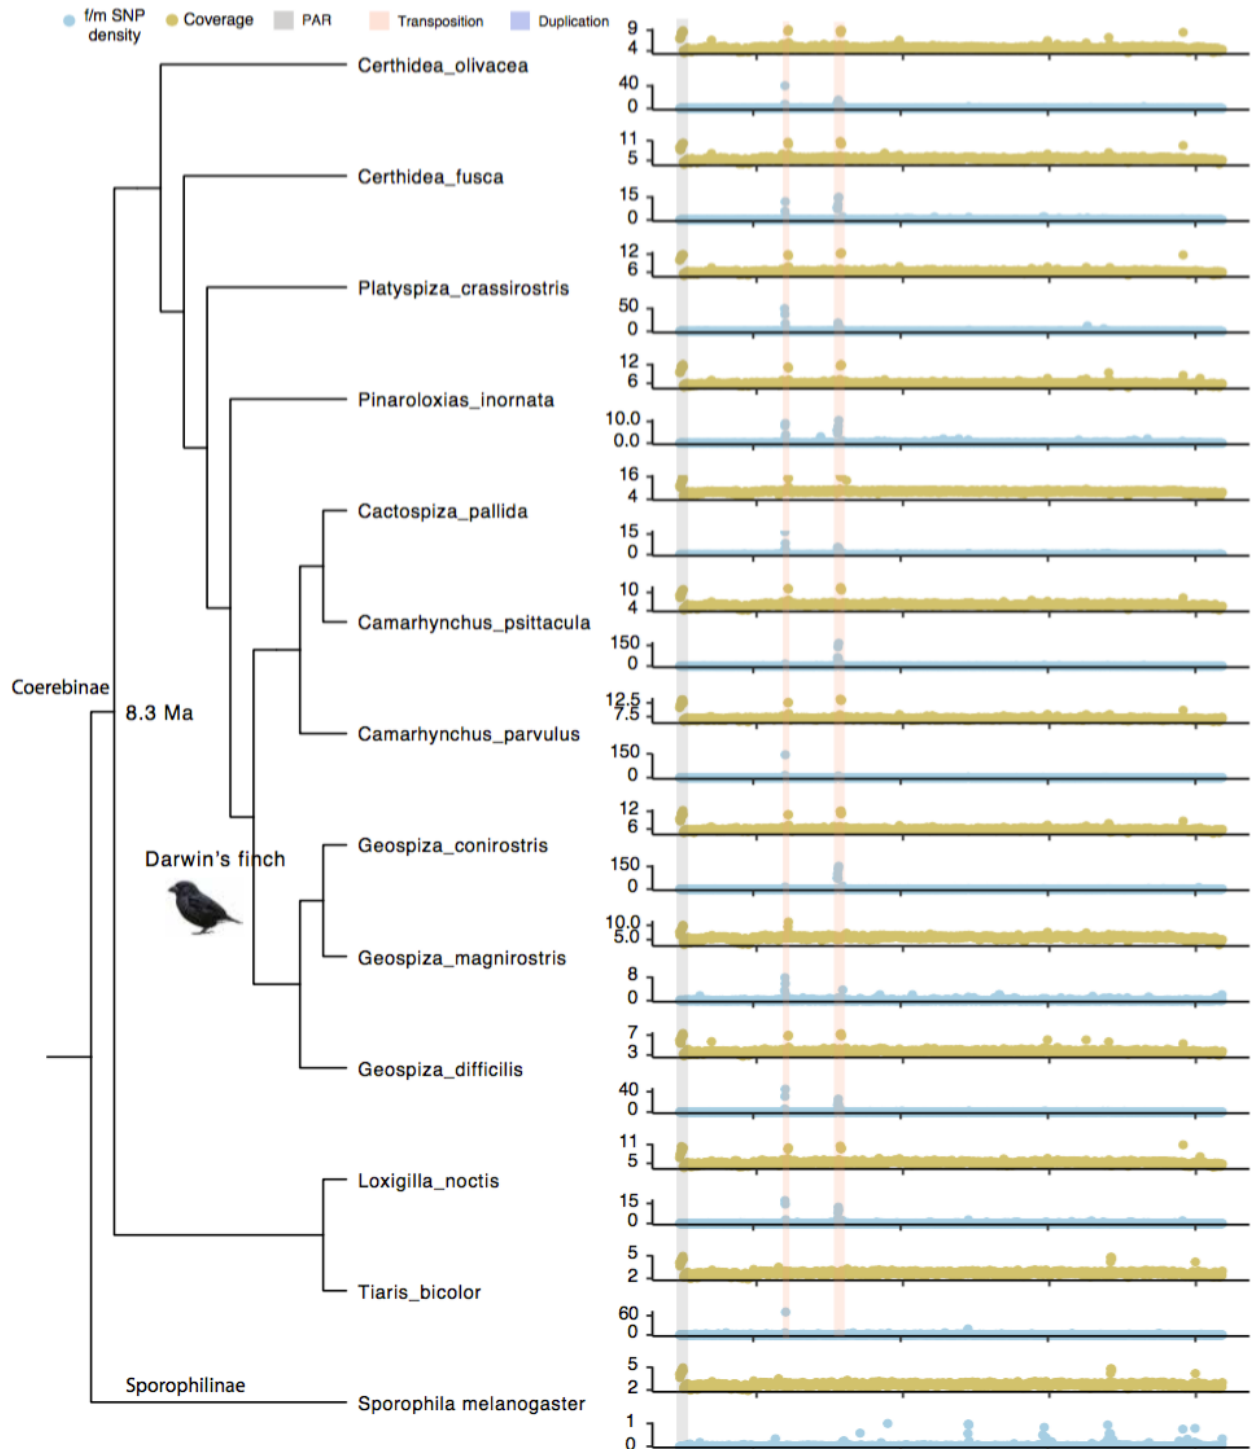 f/m SNP density
Coverage
PAR
Transposition
Duplication
9
4
Certhidea_olivacea
40
0
11
5
Certhidea_fusca
15
0
12
6
Platyspiza_crassirostris
50
0
12
6
Pinaroloxias_inornata
10.0
0.0
16
4
Cactospiza_pallida
15
0
10
4
Camarhynchus_psittacula
150
0
Coerebinae
8.3 Ma
12.5
7.5
Camarhynchus_parvulus
150
0
12
6
Geospiza_conirostris
Darwin's finch
150
0
10.0
5.0
Geospiza_magnirostris
8
0
7
3
Geospiza_difficilis
40
0
11
5
Loxigilla_noctis
15
0
5
2
Tiaris_bicolor
60
0
5
2
Sporophilinae
Sporophila melanogaster
1
0